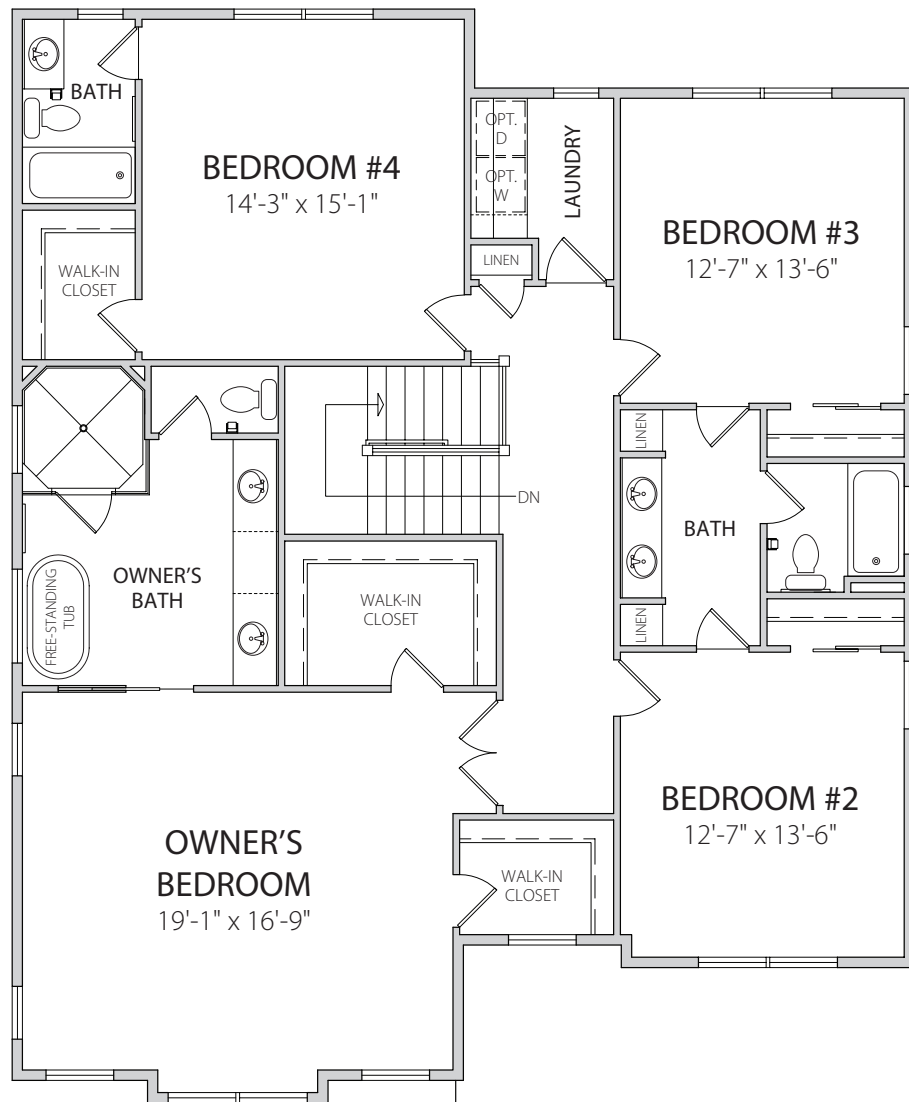 BATH
BEDROOM #4
14'-3" x 15'-1"
OPT.
D
OPT.
W
LAUNDRY
BEDROOM #3
12'-7" x 13'-6"
WALK-IN
CLOSET
LINEN
LINEN
DN
BATH
OWNER'S
BATH
FREE-STANDING
TUB
WALK-IN
CLOSET
LINEN
BEDROOM #2
12'-7" x 13'-6"
OWNER'S
BEDROOM
19'-1" x 16'-9"
WALK-IN
CLOSET